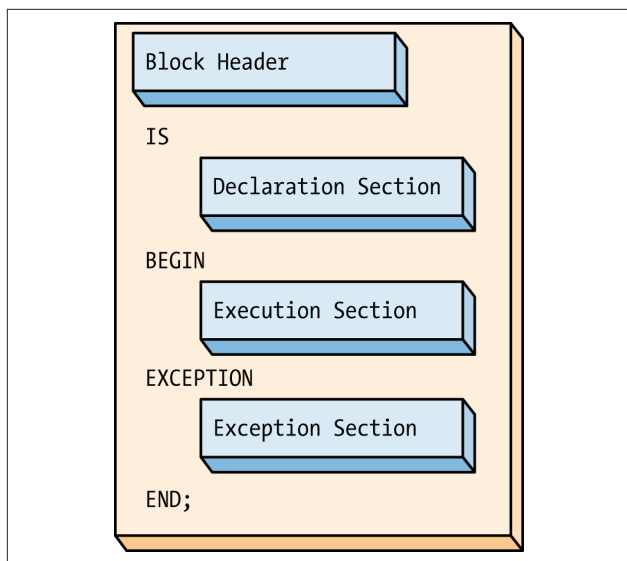 Block Header
IS
Declaration Section
BEGIN
Execution Section
EXCEPTION
Exception Section
END;